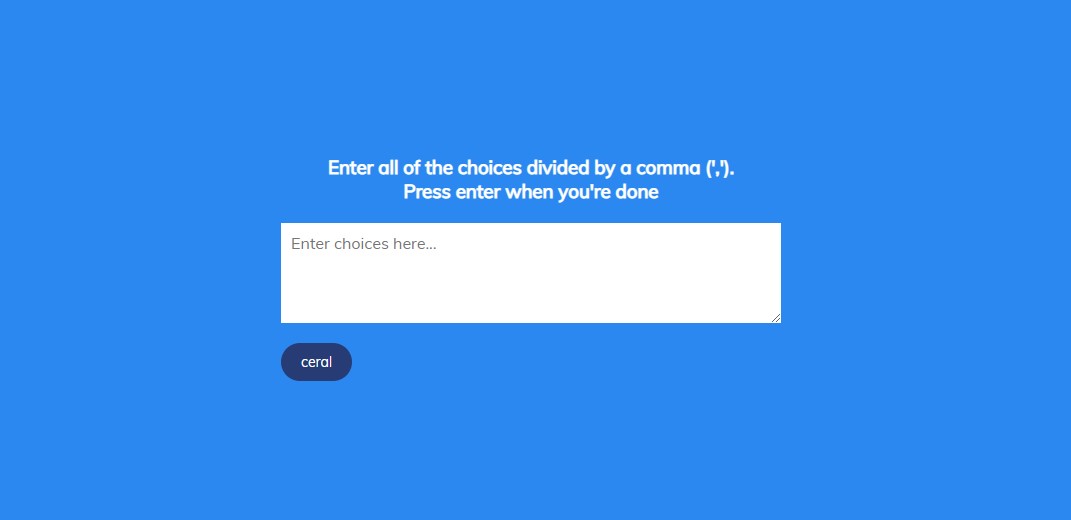 Enter all of the choices divided by a comma (',').
Press enter when you're done
Enter choices here...
ceral